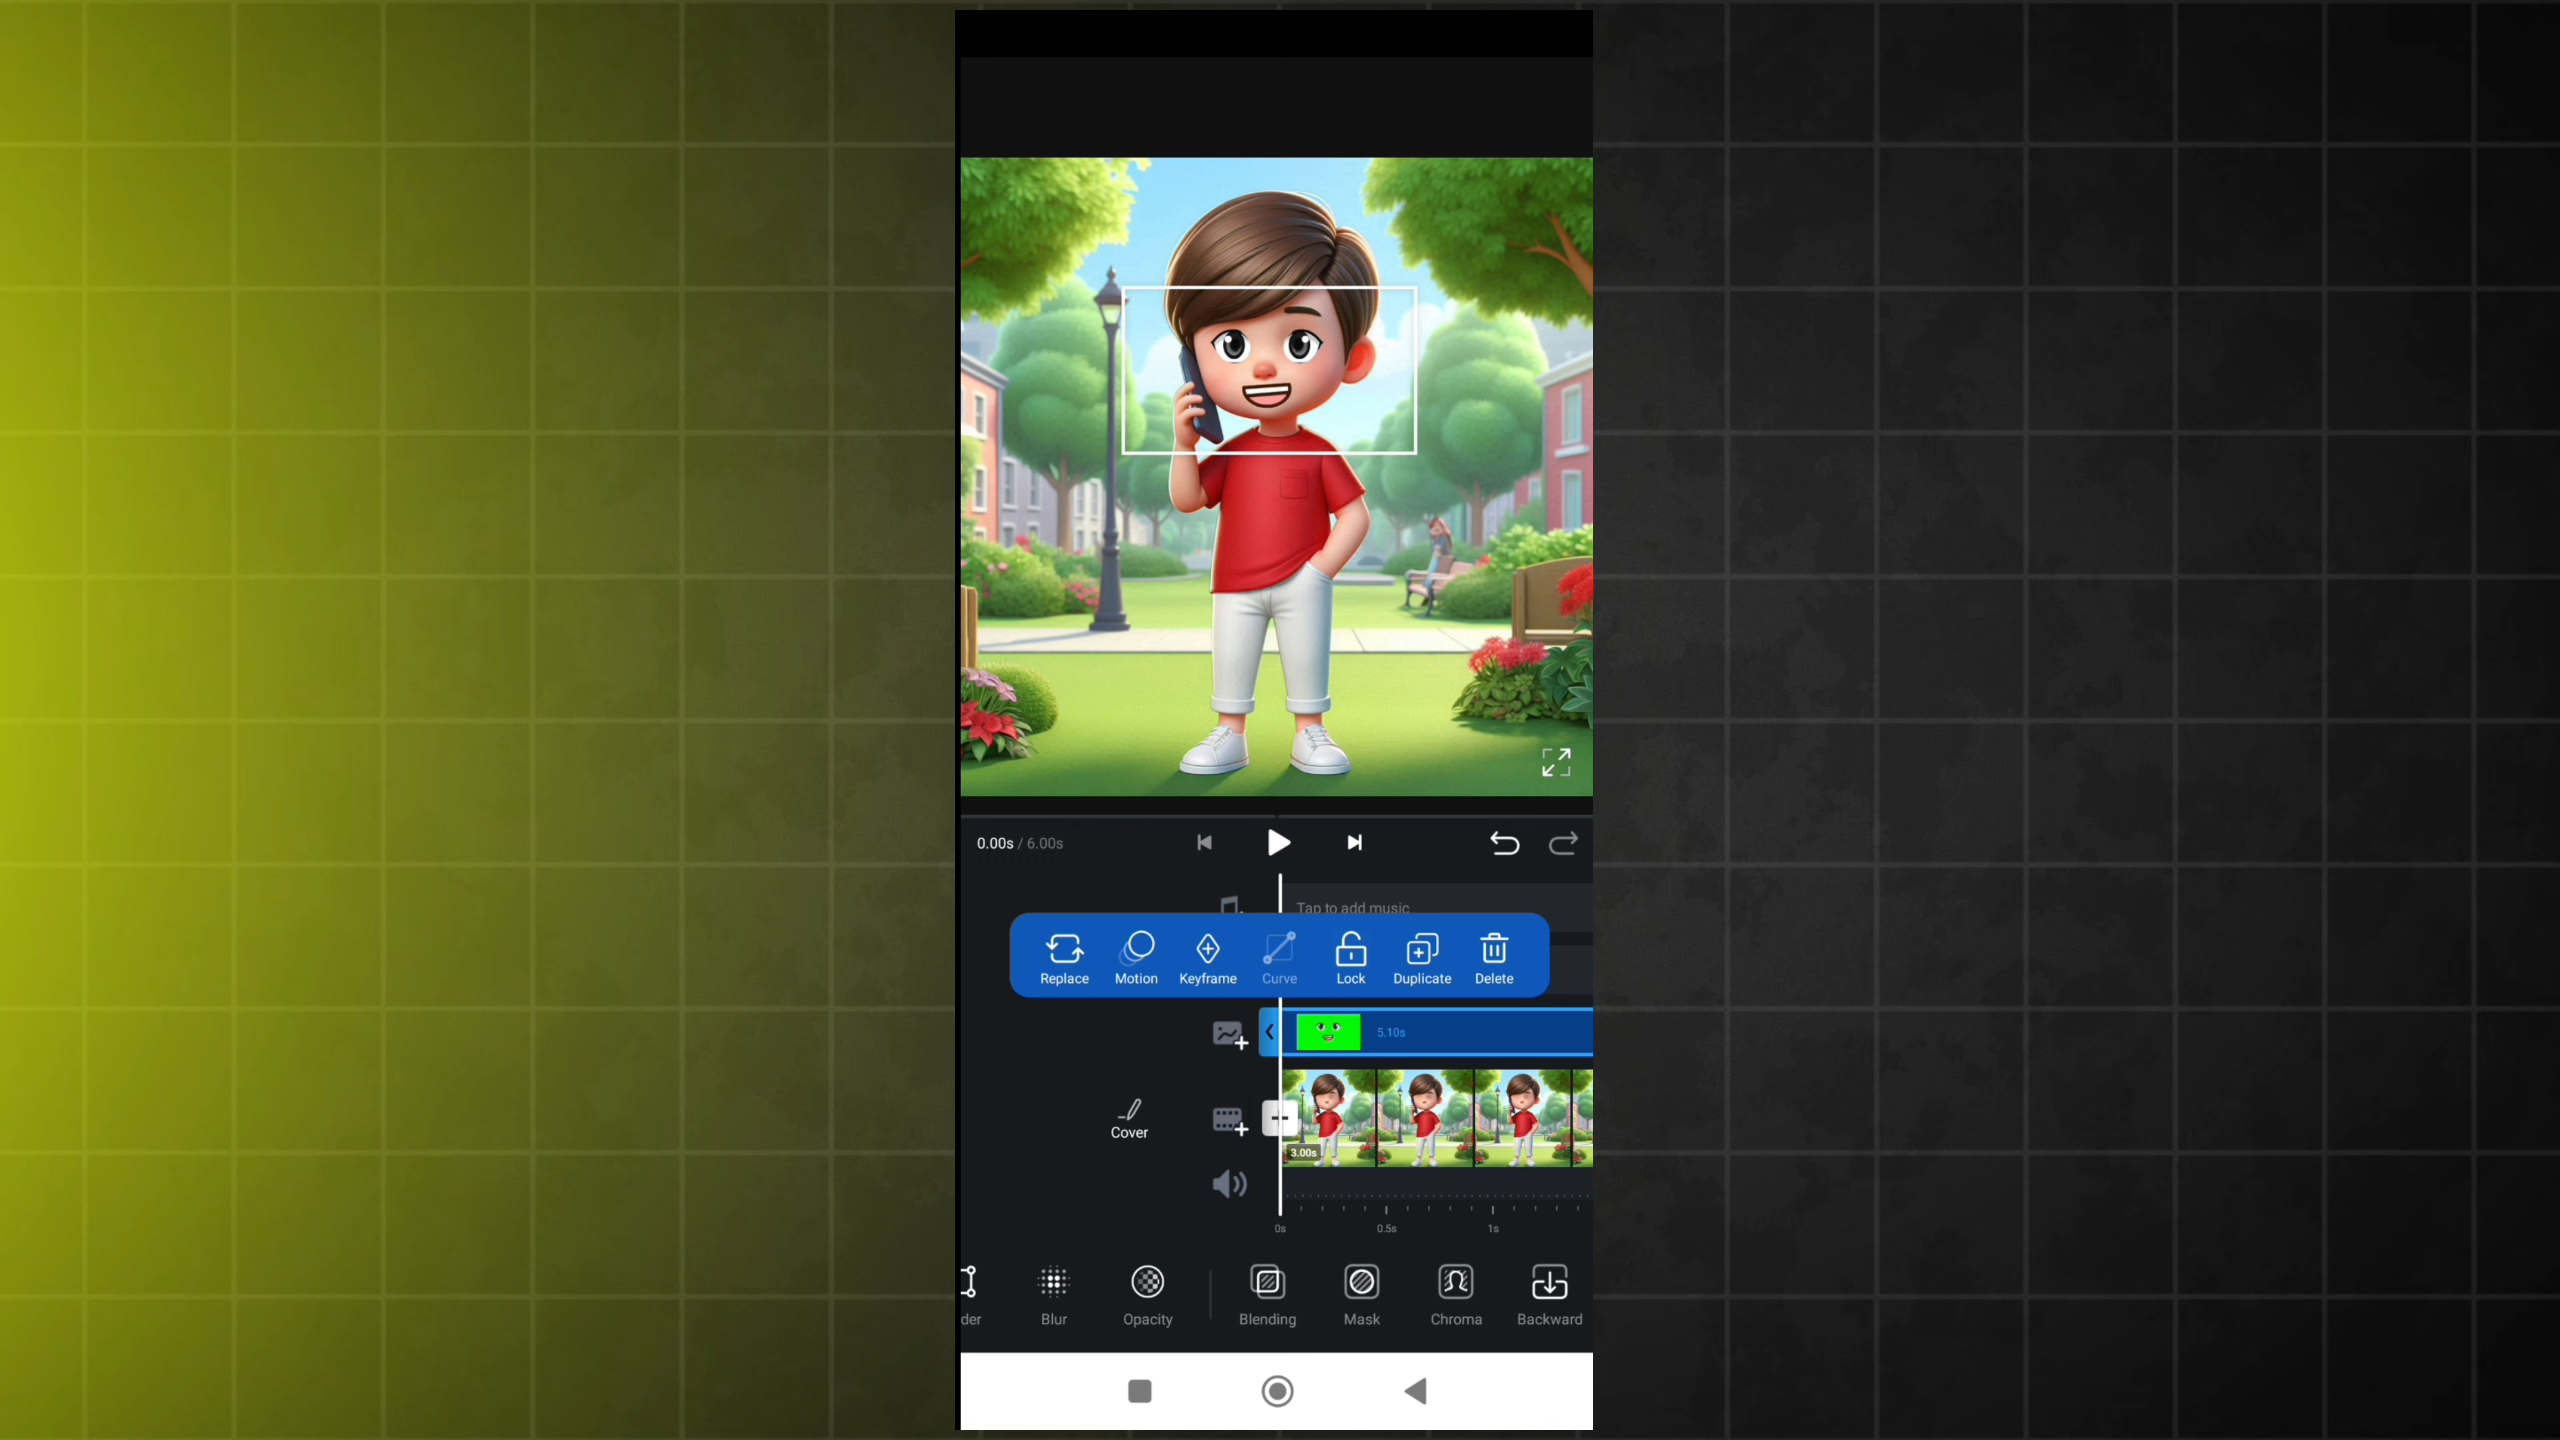 0.00s / 6.00s
Tap to add music
Replace Motion Keyframe Curve Lock Duplicate Delete
5.10s
Cover
3.00s
0s 0.5s 1s
der Blur Opacity Blending Mask Chroma Backward